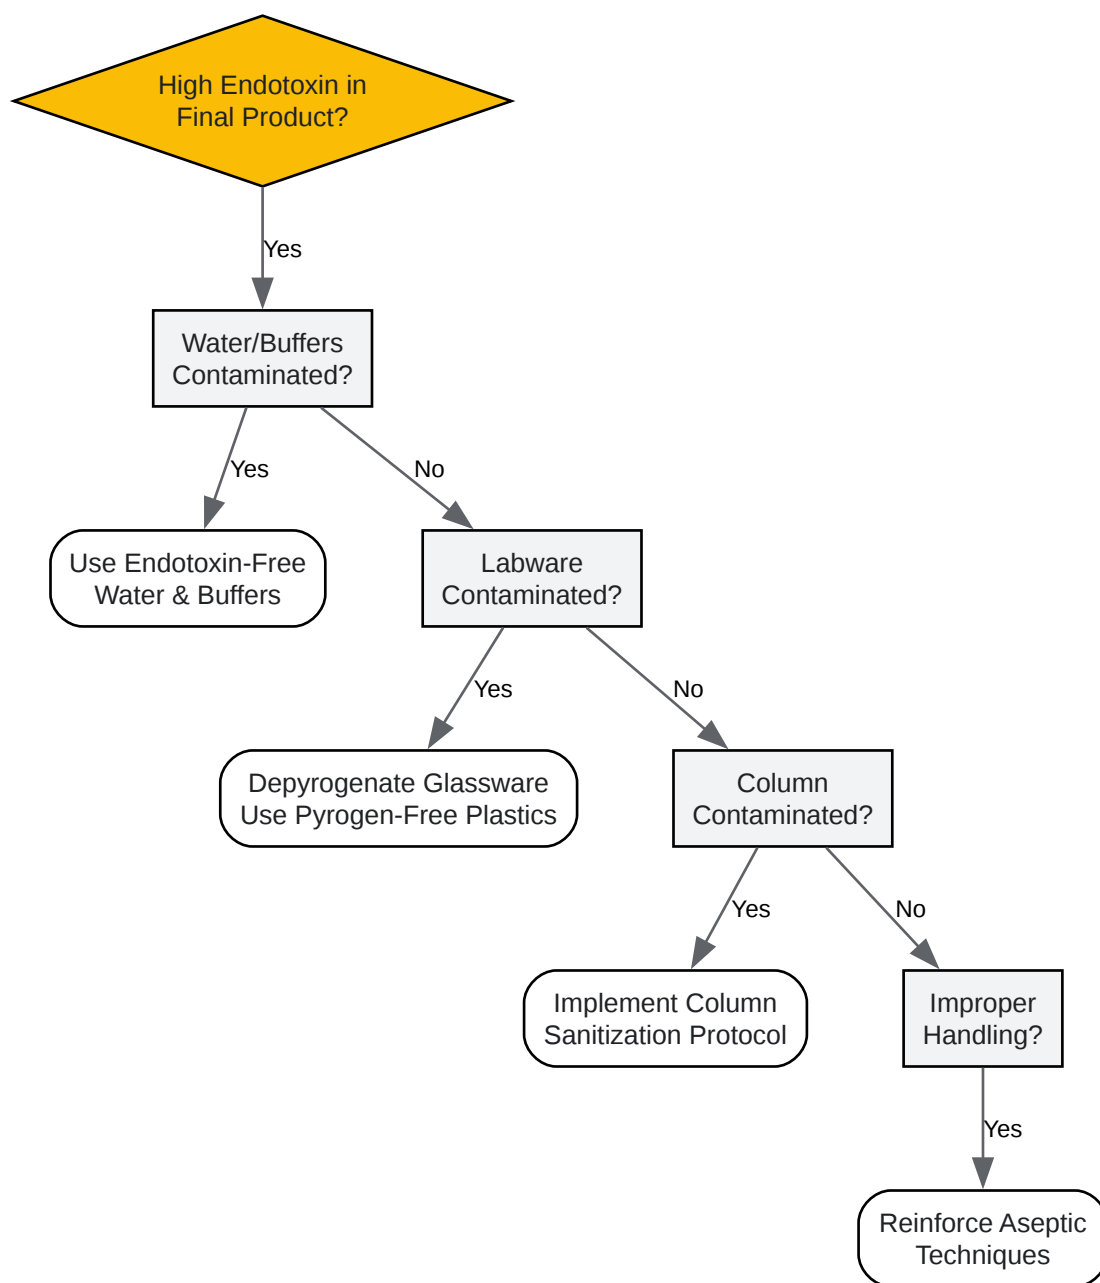 High Endotoxin in
Final Product?
Yes
Water/Buffers
Contaminated?
Yes
No
Use Endotoxin-Free
Water & Buffers
Labware
Contaminated?
Yes
No
Depyrogenate Glassware
Use Pyrogen-Free Plastics
Column
Contaminated?
Yes
No
Implement Column
Sanitization Protocol
Improper
Handling?
Yes
Reinforce Aseptic
Techniques